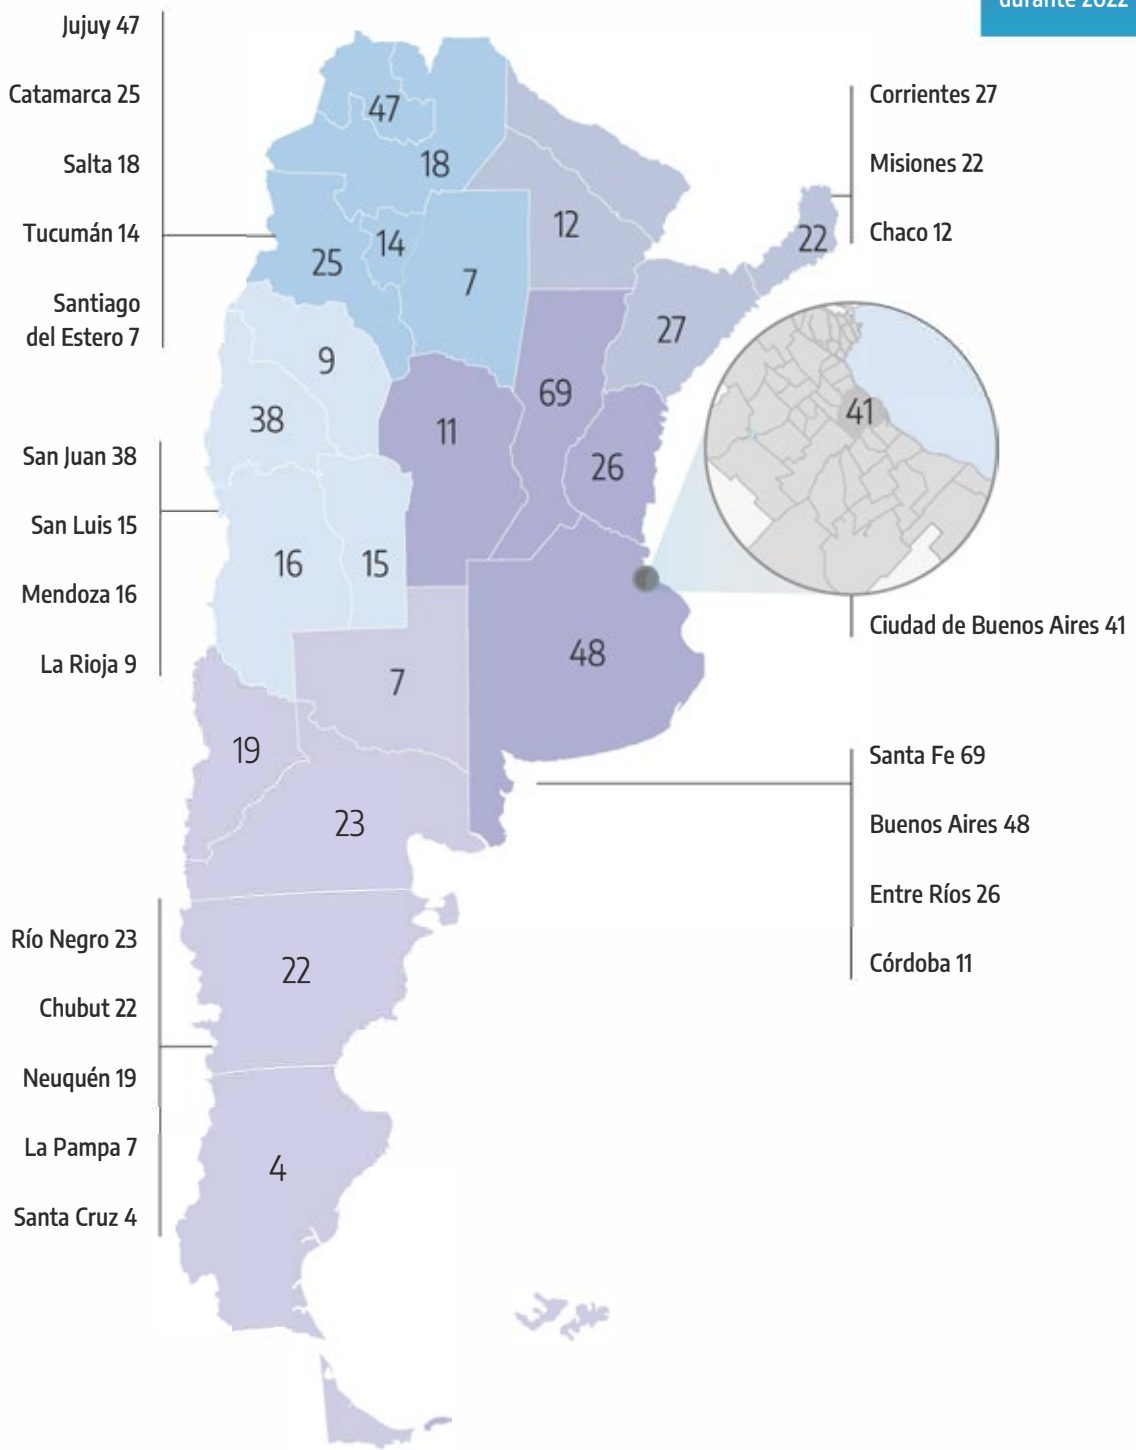 durante 2022
Jujuy 47
Catamarca 25
Salta 18
Tucumán 14
Santiago
del Estero 7
Corrientes 27
Misiones 22
Chaco 12
47
18
12
22
14
25
7
27
9
69
41
38
11
26
San Juan 38
San Luis 15
Mendoza 16
La Rioja 9
16
15
Ciudad de Buenos Aires 41
48
7
19
23
Santa Fe 69
Buenos Aires 48
Entre Ríos 26
Córdoba 11
Río Negro 23
Chubut 22
Neuquén 19
La Pampa 7
Santa Cruz 4
22
4